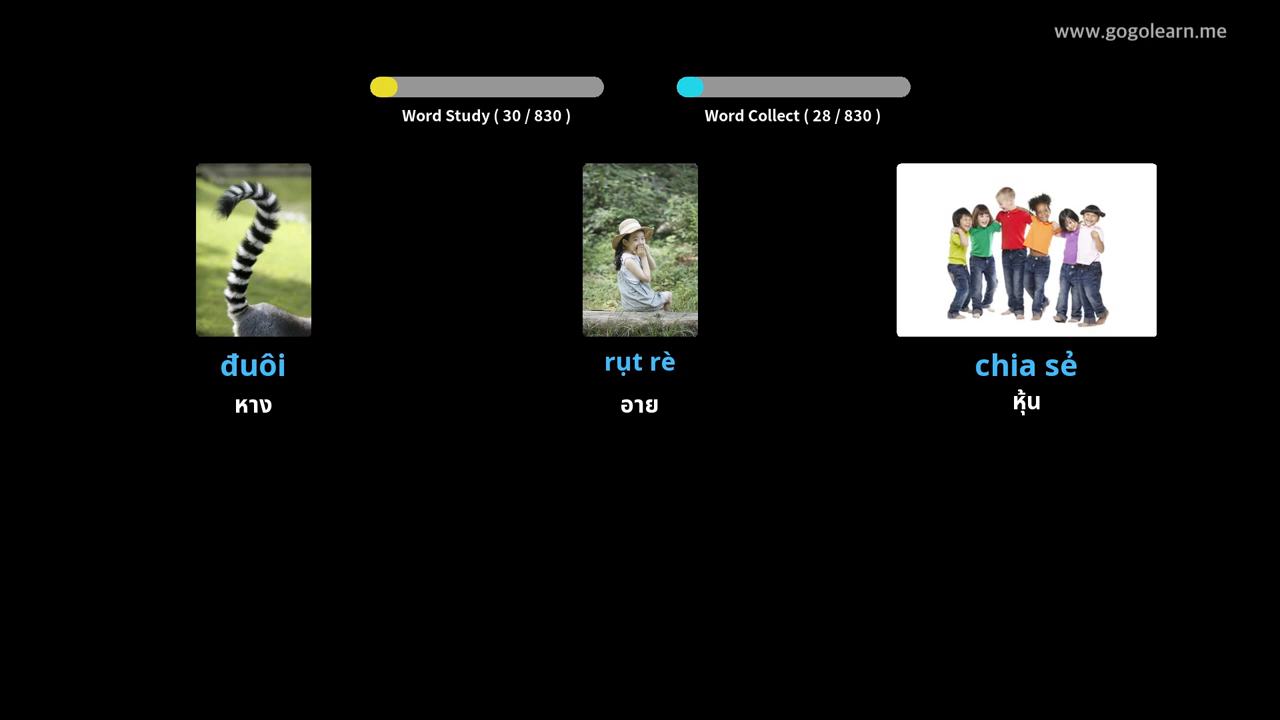 www.gogolearn.me
Word Study ( 30 / 830 )
Word Collect ( 28 / 830 )
đuôi
rụt rè
chia sẻ
หาง
อาย
หุ้น